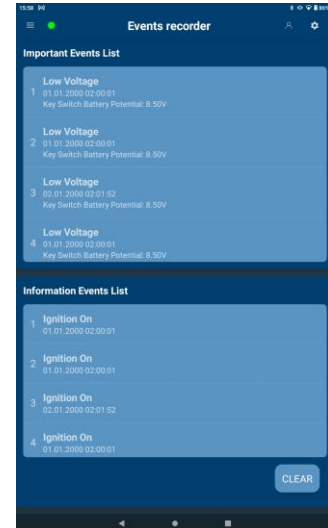 15:58
86%
Events recorder
Important Events List
1
Low Voltage
01.01.2000 02:00:01
Key Switch Battery Potential: 8.50V
2
Low Voltage
01.01.2000 02:00:01
Key Switch Battery Potential: 8.50V
3
Low Voltage
02.01.2000 02:01:52
Key Switch Battery Potential: 8.50V
4
Low Voltage
01.01.2000 02:00:01
Key Switch Battery Potential: 8.50V
Information Events List
1
Ignition On
01.01.2000 02:00:01
2
Ignition On
01.01.2000 02:00:01
3
Ignition On
02.01.2000 02:01:52
4
Ignition On
01.01.2000 02:00:01
CLEAR